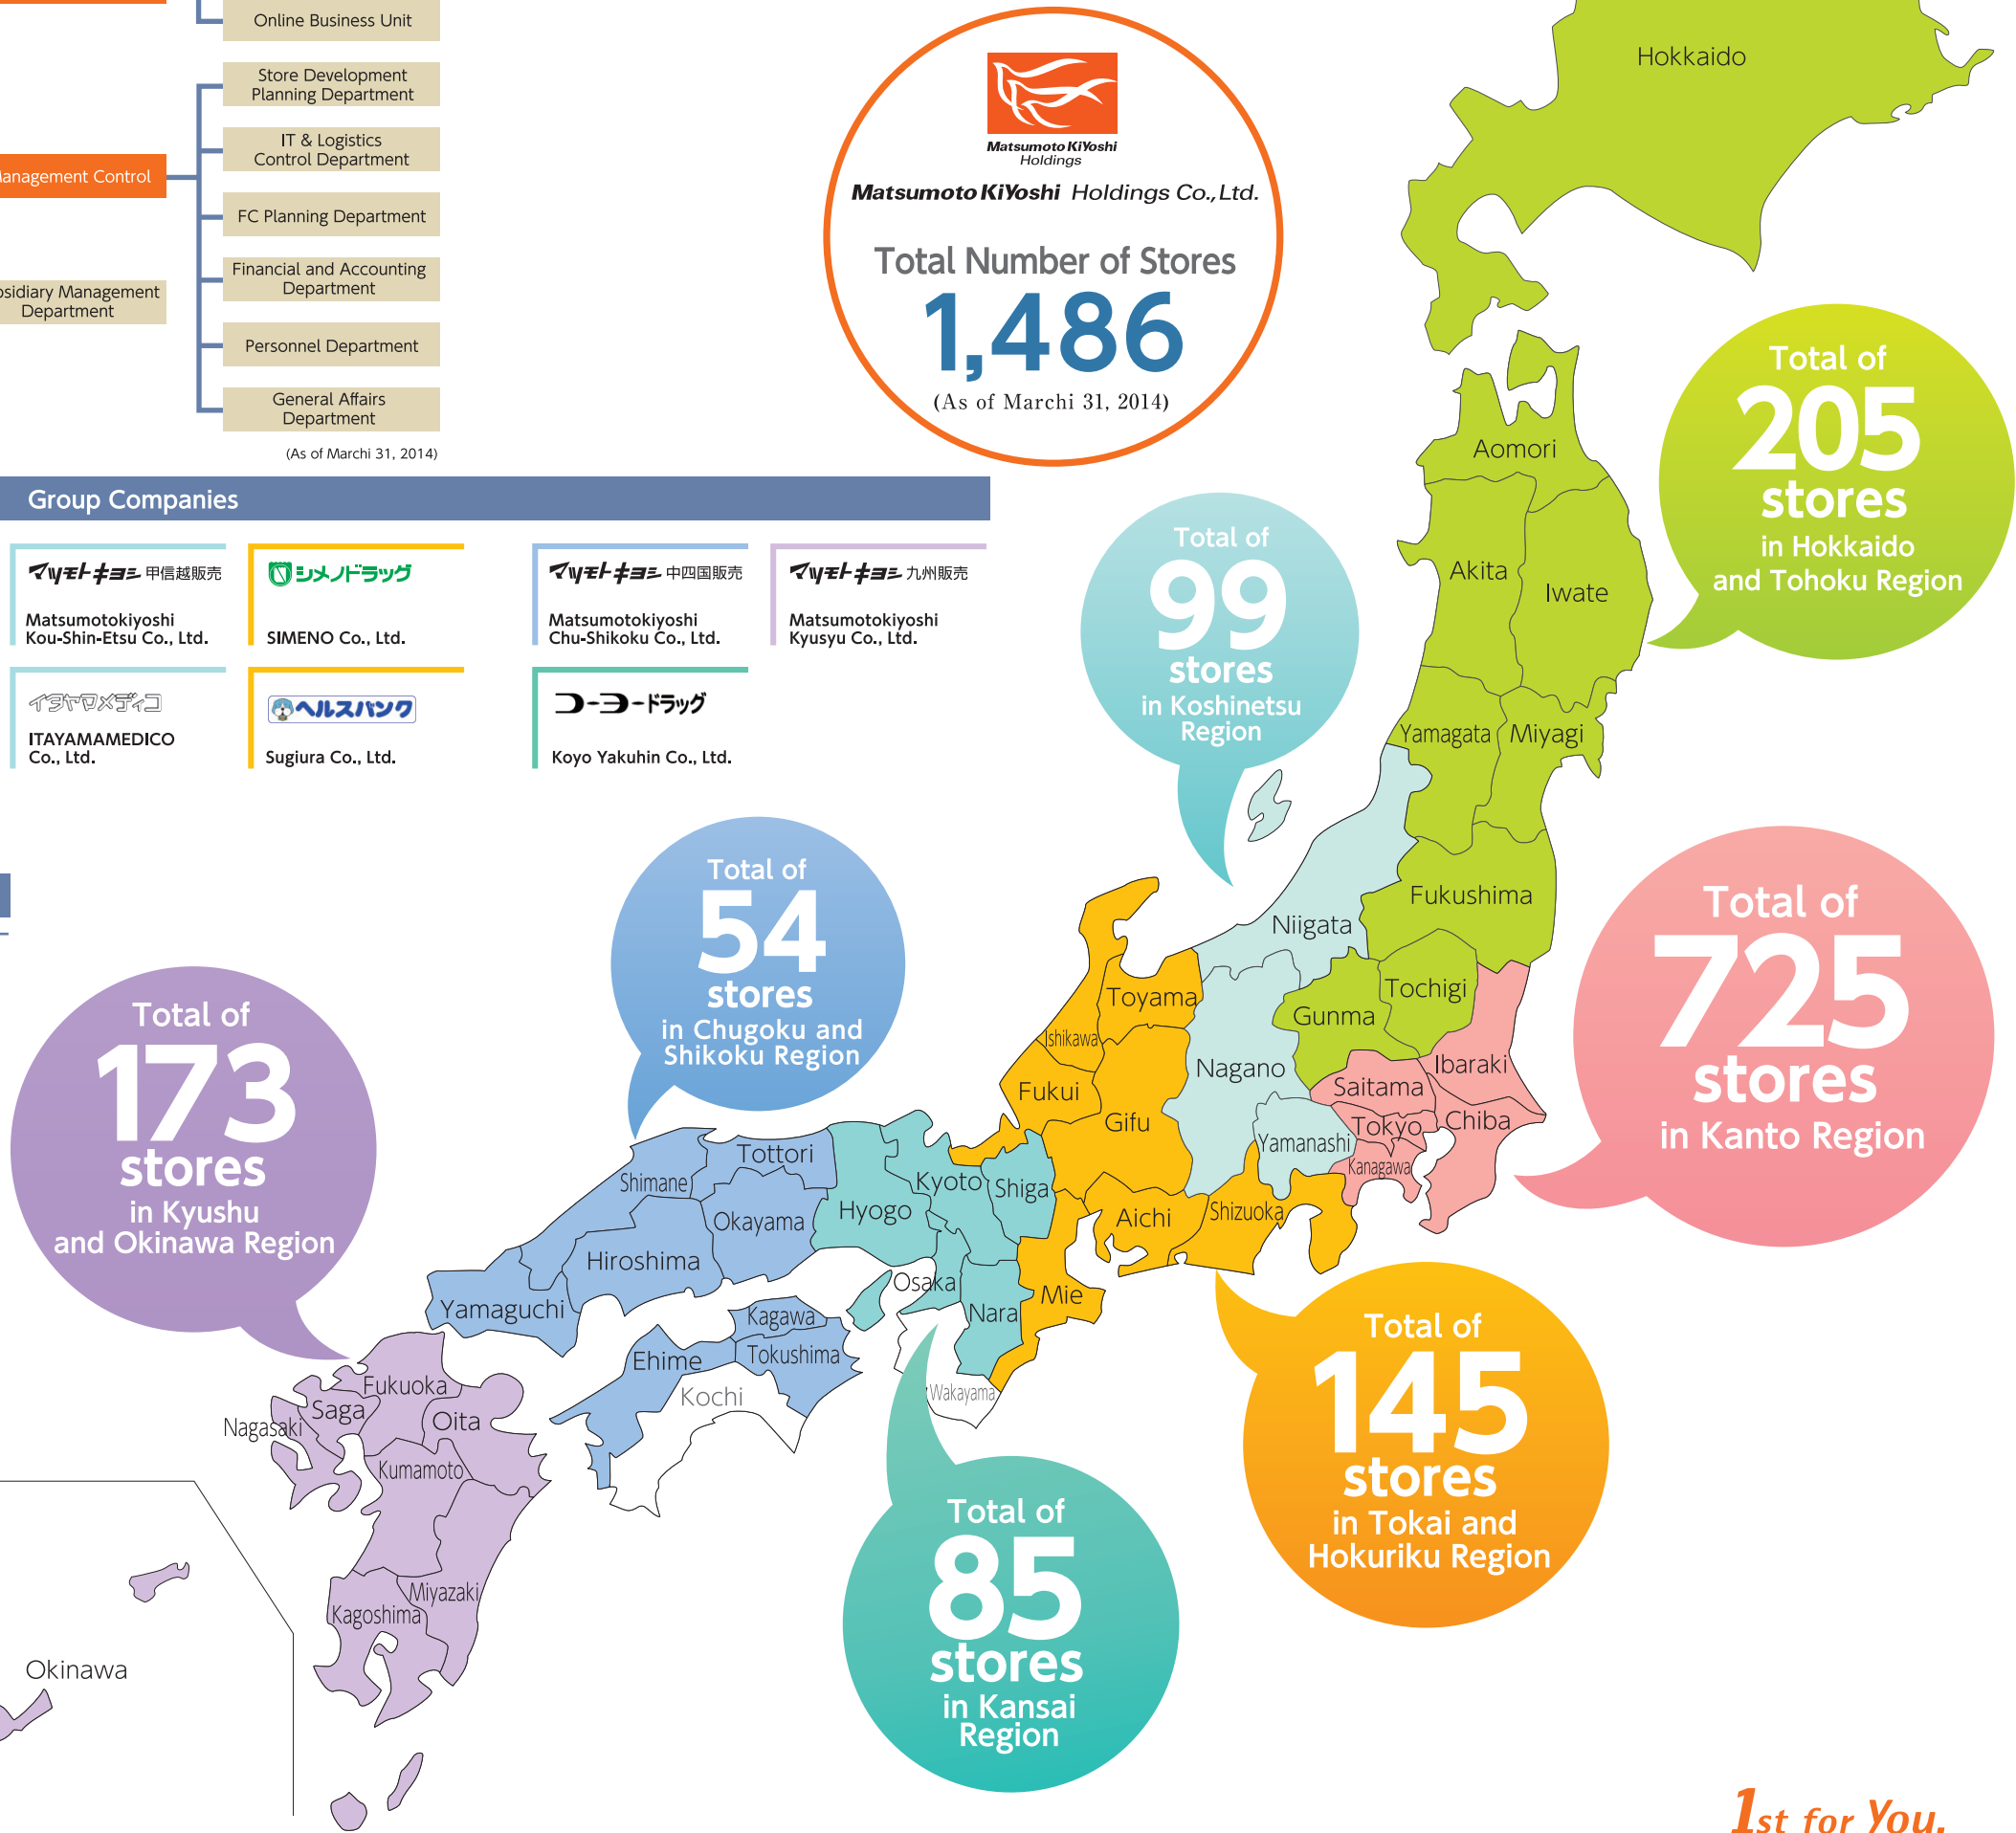 Online Business Unit
Store Development
Planning Department
IT & Logistics
Control Department
Management Control
FC Planning Department
Financial and Accounting
Department
Department
Personnel Department
General Affairs
Department
(As of Marchi 31, 2014)
Matsumoto KiYoshi
Holdings
Matsumoto KiYoshi Holdings Co., Ltd.
Total Number of Stores
1,486
(As of Marchi 31, 2014)
Group Companies
マツモトキヨシ 甲信越販売
Matsumotokiyoshi
Kou-Shin-Etsu Co., Ltd.
シメノドラッグ
SIMENO Co., Ltd.
マツモトキヨシ 中四国販売
Matsumotokiyoshi
Chu-Shikoku Co., Ltd.
マツモトキヨシ 九州販売
Matsumotokiyoshi
Kyusyu Co., Ltd.
イタヤマメディコ
ITAYAMAMEDICO
Co., Ltd.
ヘルスバンク
Sugiura Co., Ltd.
コーヨードラッグ
Koyo Yakuhin Co., Ltd.
Total of
205
stores
in Hokkaido
and Tohoku Region
Total of
99
stores
in Koshinetsu
Region
Total of
725
stores
in Kanto Region
Total of
54
stores
in Chugoku and
Shikoku Region
Total of
173
stores
in Kyushu
and Okinawa Region
Total of
145
stores
in Tokai and
Hokuriku Region
Total of
85
stores
in Kansai
Region
Hokkaido
Aomori
Akita
Iwate
Yamagata
Miyagi
Fukushima
Niigata
Tochigi
Gunma
Toyama
Ishikawa
Nagano
Ibaraki
Saitama
Fukui
Gifu
Tokyo
Chiba
Yamanashi
Kanagawa
Tottori
Shimane
Kyoto
Shiga
Hyogo
Okayama
Aichi
Shizuoka
Hiroshima
Osaka
Mie
Yamaguchi
Nara
Kagawa
Ehime
Tokushima
Kochi
Wakayama
Fukuoka
Saga
Oita
Nagasaki
Kumamoto
Miyazaki
Kagoshima
Okinawa
1st for You.